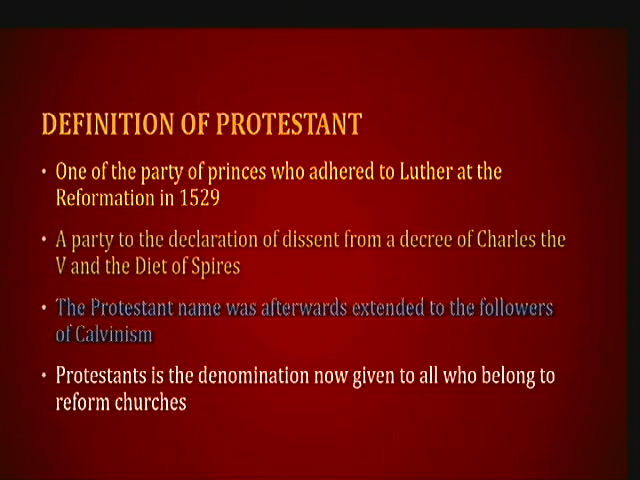 DEFINITION OF PROTESTANT
• One of the party of princes who adhered to Luther at the
Reformation in 1529
• A party to the declaration of dissent from a decree of Charles the
V and the Diet of Spires
• The Protestant name was afterwards extended to the followers
of Calvinism
• Protestants is the denomination now given to all who belong to
reform churches